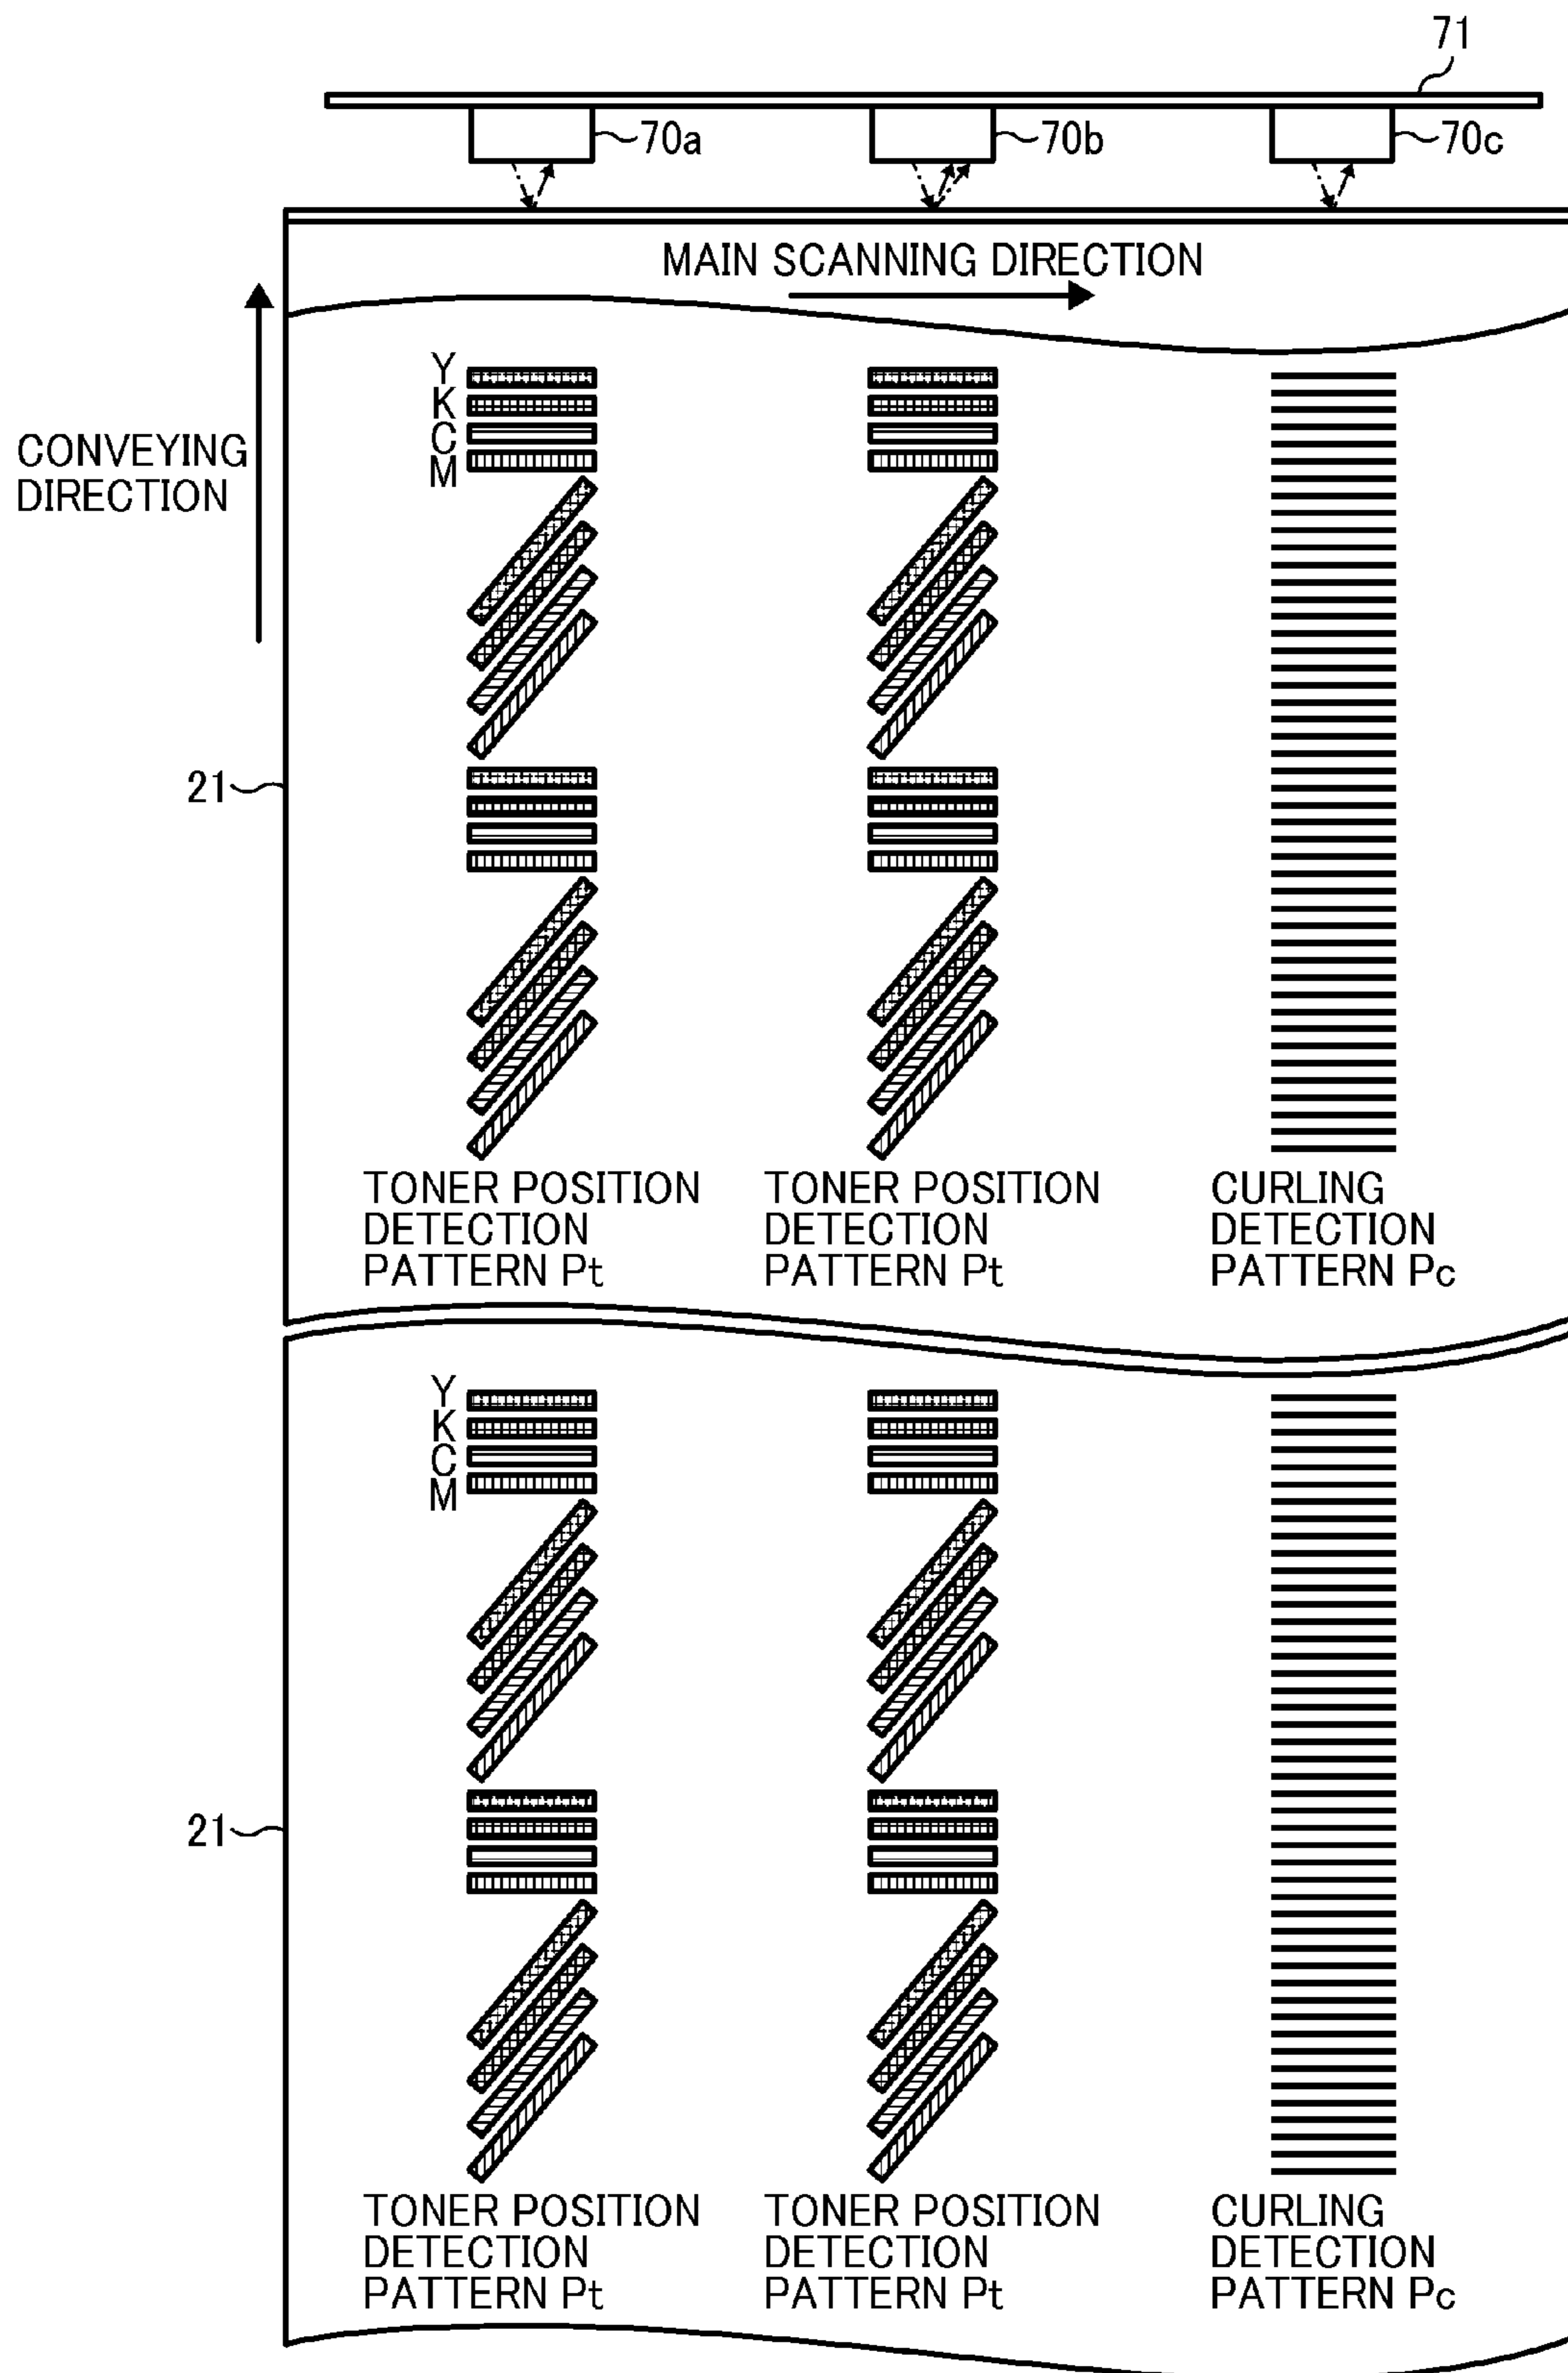 71
70a
70b
70c
MAIN SCANNING DIRECTION
CONVEYING
DIRECTION
Y
K
C
M
21
TONER POSITION
DETECTION
PATTERN Pt
TONER POSITION
DETECTION
PATTERN Pt
CURLING
DETECTION
PATTERN Pc
Y
K
C
M
21
TONER POSITION
DETECTION
PATTERN Pt
TONER POSITION
DETECTION
PATTERN Pt
CURLING
DETECTION
PATTERN Pc